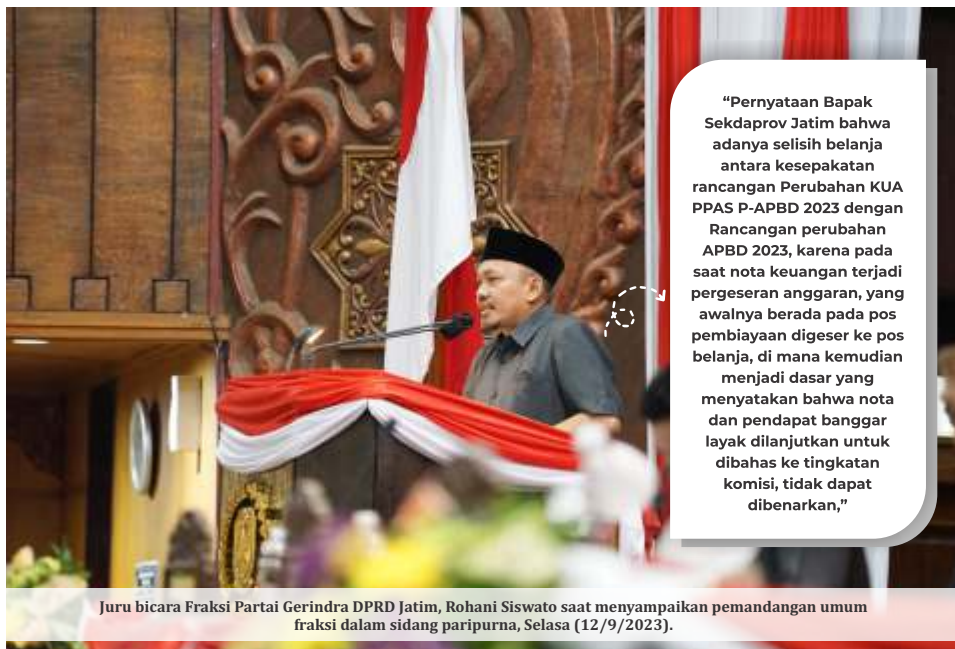 “Pernyataan Bapak
Sekdaprov Jatim bahwa
adanya selisih belanja
antara kesepakatan
rancangan Perubahan KUA
PPAS P-APBD 2023 dengan
Rancangan perubahan
APBD 2023, karena pada
saat nota keuangan terjadi
pergeseran anggaran, yang
awalnya berada pada pos
pembiayaan digeser ke pos
belanja, di mana kemudian
menjadi dasar yang
menyatakan bahwa nota
dan pendapat banggar
layak dilanjutkan untuk
dibahas ke tingkatan
komisi, tidak dapat
dibenarkan,”
Juru bicara Fraksi Partai Gerindra DPRD Jatim, Rohani Siswato saat menyampaikan pemandangan umum
fraksi dalam sidang paripurna, Selasa (12/9/2023).